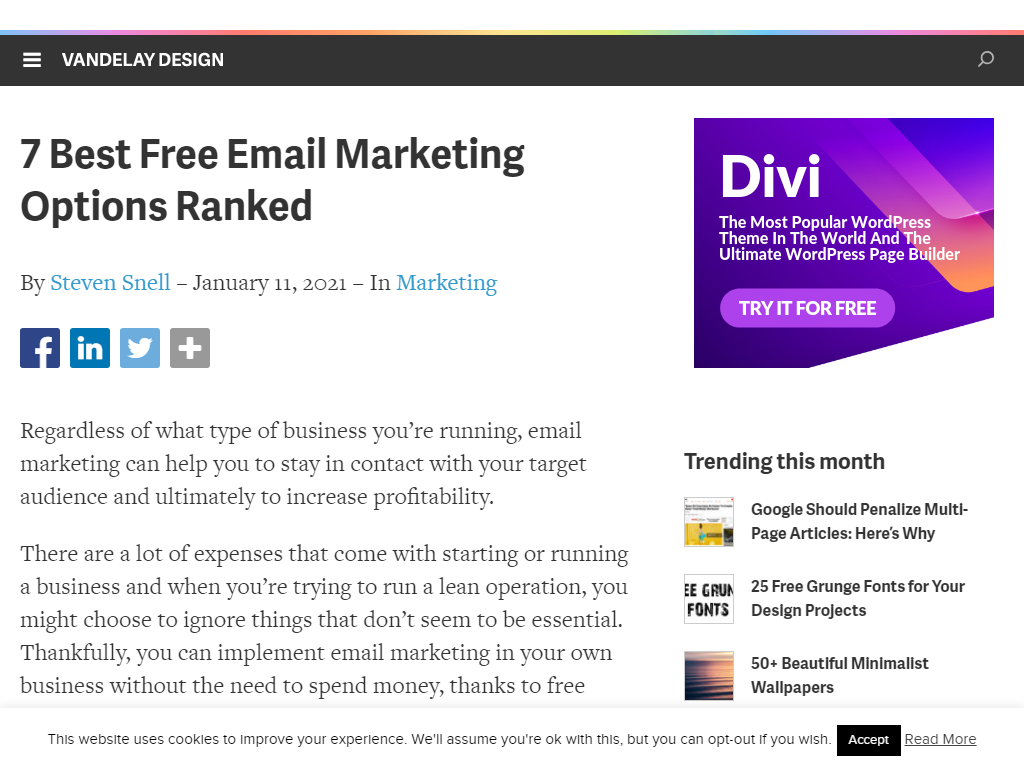 VANDELAY DESIGN
7 Best Free Email Marketing
Options Ranked
By Steven Snell – January 11, 2021 – In Marketing
Regardless of what type of business you're running, email
marketing can help you to stay in contact with your target
audience and ultimately to increase profitability.
There are a lot of expenses that come with starting or running
a business and when you're trying to run a lean operation, you
might choose to ignore things that don't seem to be essential.
Thankfully, you can implement email marketing in your own
business without the need to spend money, thanks to free
Divi
The Most Popular WordPress
Theme In The World And The
Ultimate WordPress Page Builder
TRY IT FOR FREE
Trending this month
Google Should Penalize Multi-
Page Articles: Here's Why
EE GRUN
FONTS
25 Free Grunge Fonts for Your
Design Projects
50+ Beautiful Minimalist
Wallpapers
This website uses cookies to improve your experience. We'll assume you're ok with this, but you can opt-out if you wish. Accept Read More